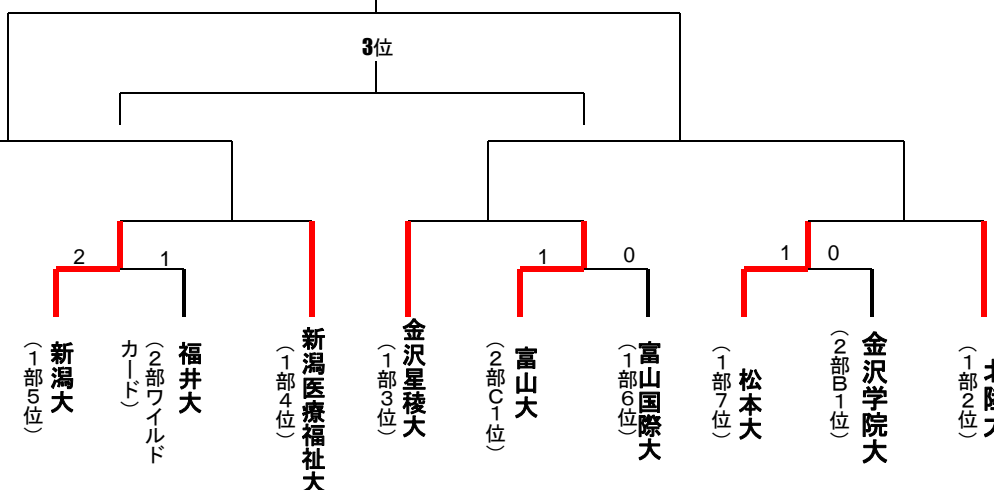 3位
2
1
1
0
1
0
新潟大
（1部5位）
福井大
（2部ワイルド
カード）
新潟医療福祉大
（1部4位）
金沢星稜大
（1部3位）
富山大
（2部C1位）
富山国際大
（1部6位）
松本大
（1部7位）
金沢学院大
（2部B1位）
北陸大
（1部2位）